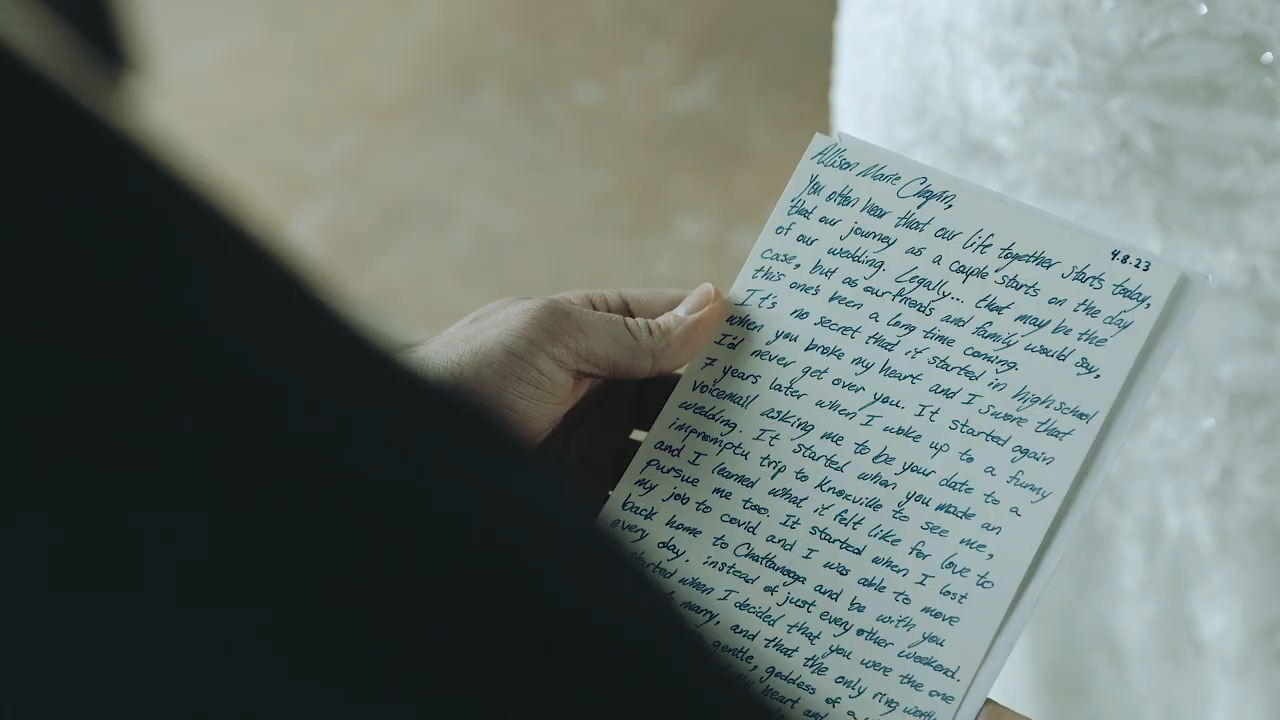 4.8.23
Allison Marie Chapin,
You often hear that our life together starts today,
that our journey as a couple starts on the day
of our wedding. Legally... that may be the
case, but as our friends and family would say,
this one's been a long time coming.
It's no secret that it started in high school
when you broke my heart and I swore that
I'd never get over you. It started again
7 years later when I woke up to a funny
voicemail asking me to be your date to a
wedding. It started when you made an
impromptu trip to Knoxville to see me,
and I learned what it felt like for love to
pursue me too. It started when I lost
my job to covid and I was able to move
back home to Chattanooga and be with you
every day, instead of just every other weekend.
started when I decided that you were the one
marry, and that the only ring worth
gentle, goddess of a
heart and